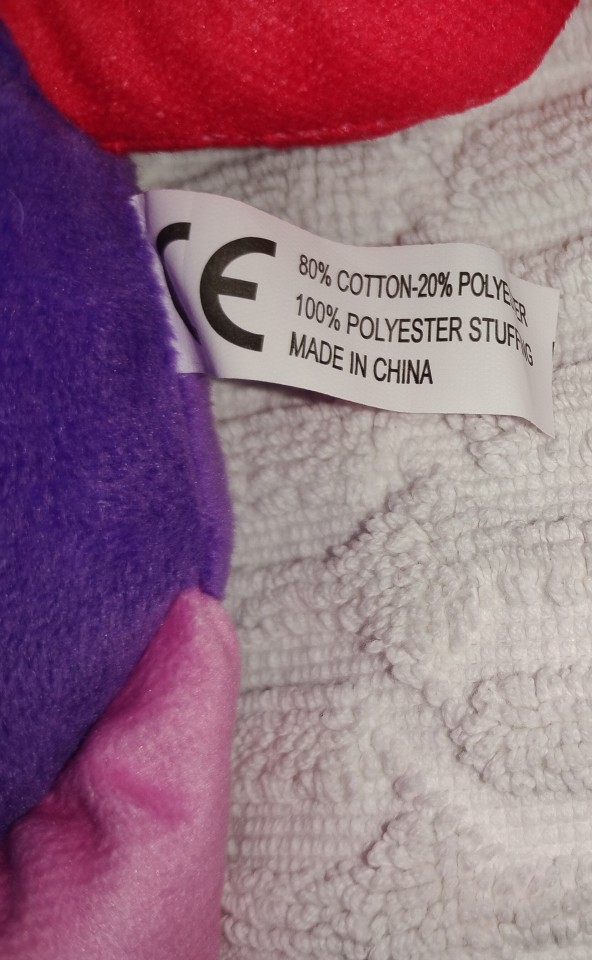 CE
80% COTTON-20% POLYESTER
100% POLYESTER STUFFING
MADE IN CHINA